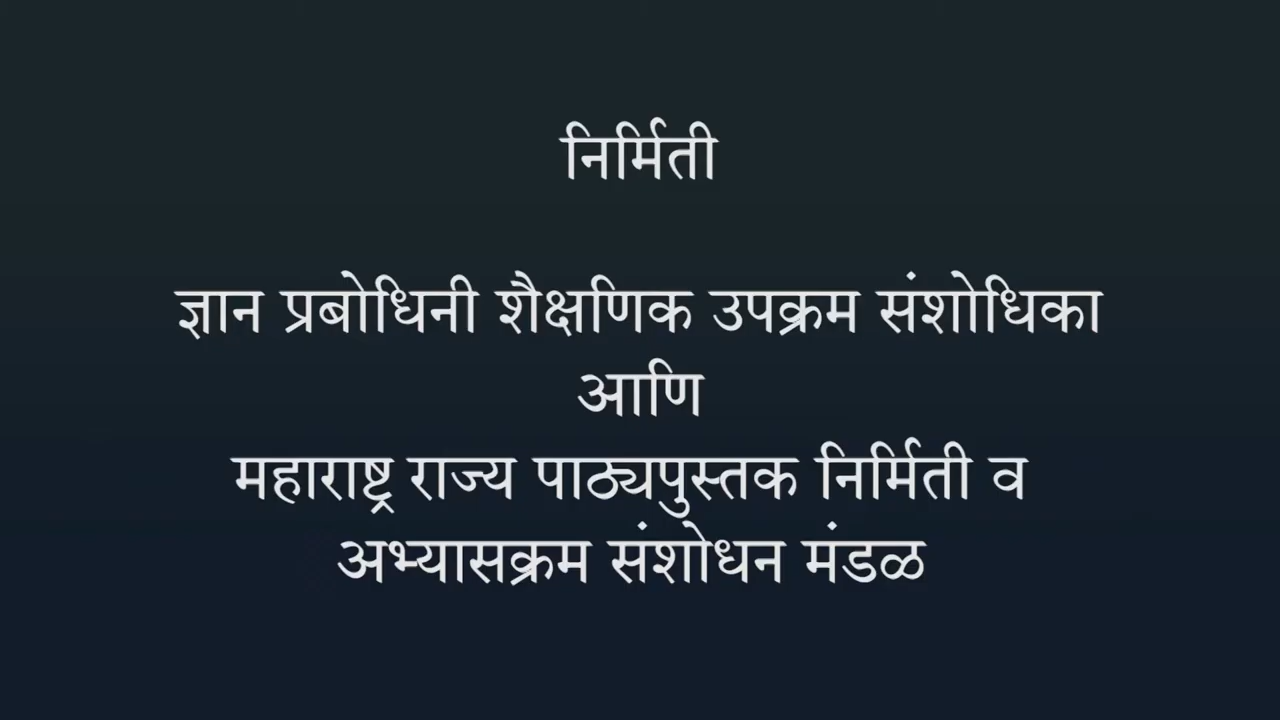 निर्मिती
ज्ञान प्रबोधिनी शैक्षणिक उपक्रम संशोधिका
आणि
महाराष्ट्र राज्य पाठ्यपुस्तक निर्मिती व
अभ्यासक्रम संशोधन मंडळ